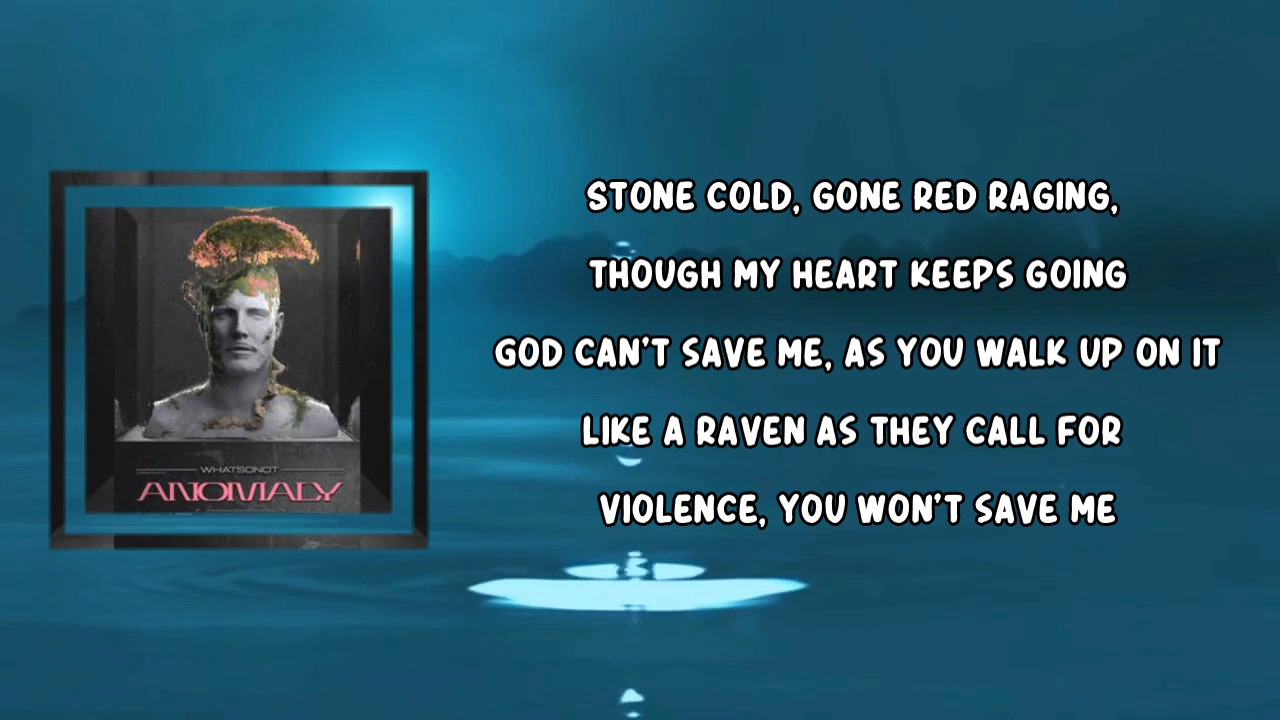 WHATSONOT
ANOMALY
STONE COLD, GONE RED RAGING,
THOUGH MY HEART KEEPS GOING
GOD CAN'T SAVE ME, AS YOU WALK UP ON IT
LIKE A RAVEN AS THEY CALL FOR
VIOLENCE, YOU WON'T SAVE ME